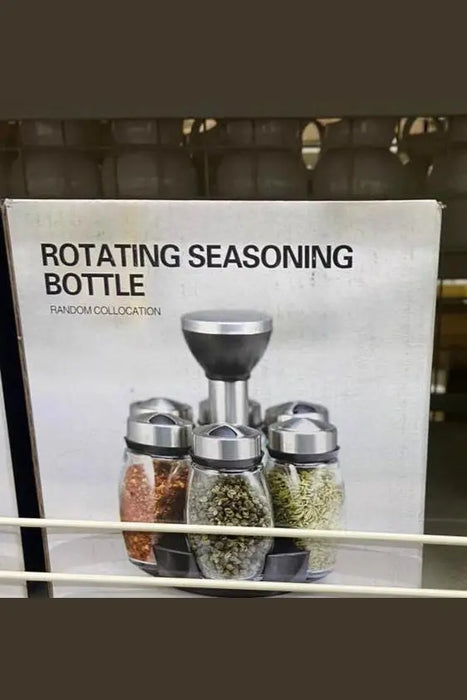 ROTATING SEASONING
BOTTLE
RANDOM COLLOCATION